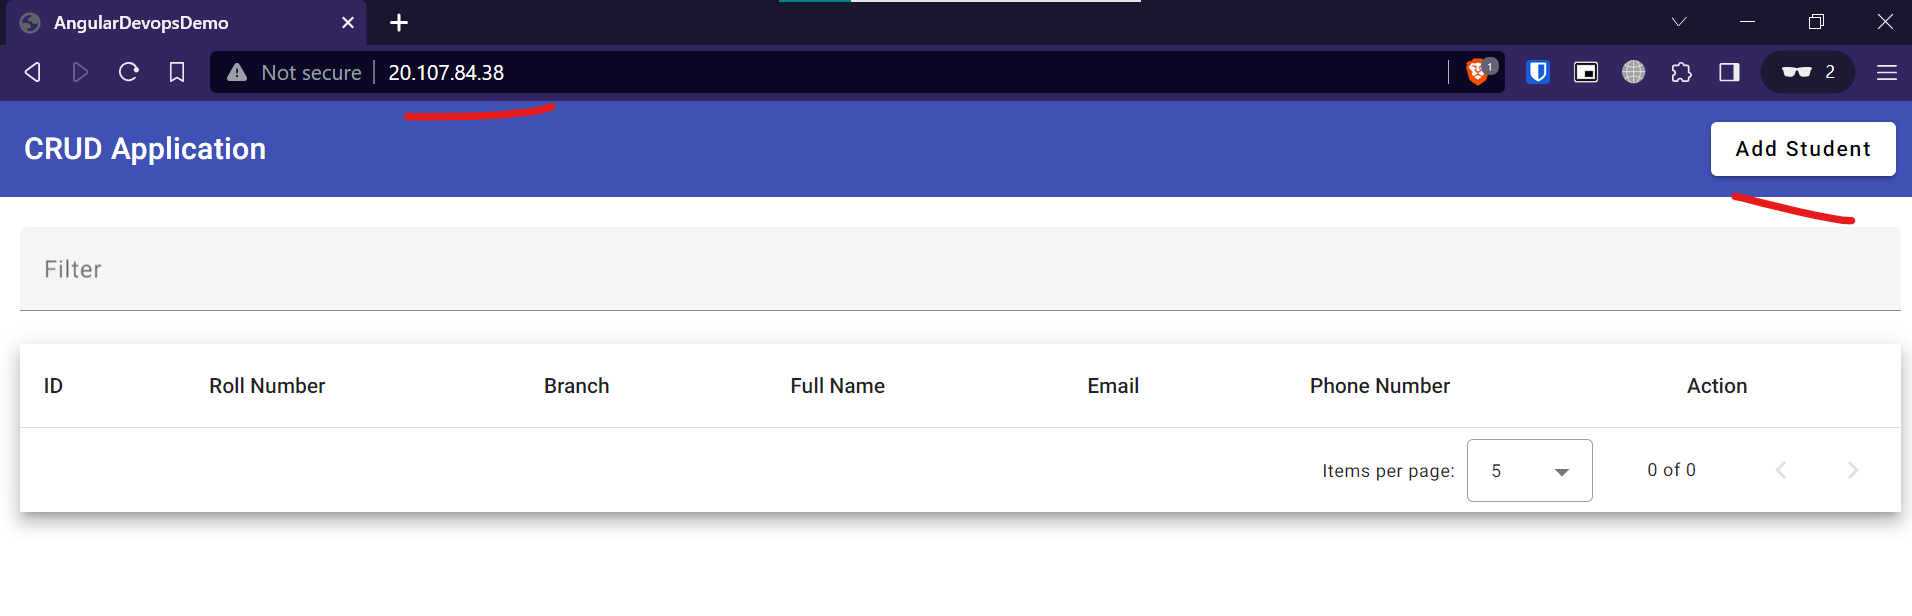 AngularDevopsDemo
Not secure 20.107.84.38 1 2
CRUD Application Add Student
Filter
ID Roll Number Branch Full Name Email Phone Number Action
Items per page: 5 0 of 0